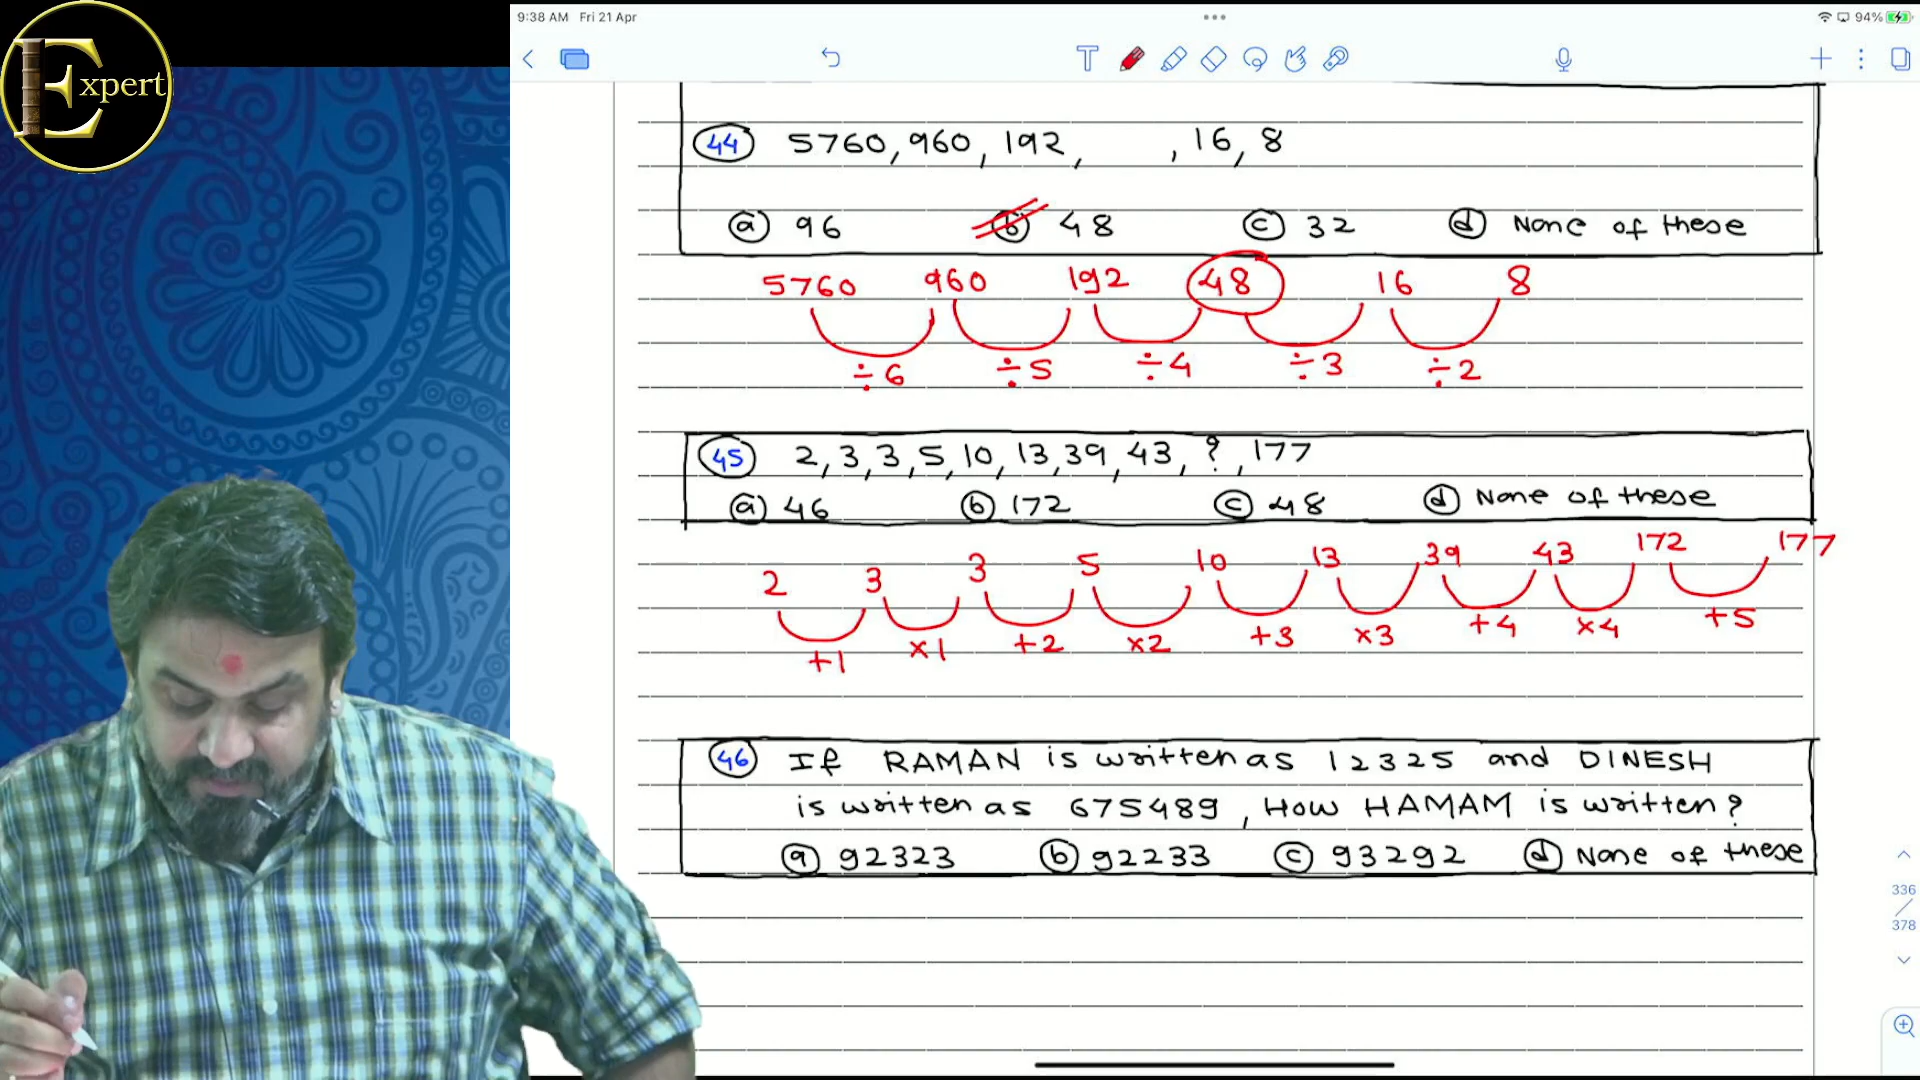 Expert
9:38 AM Fri 21 Apr
94%
44 5760, 960, 192, , 16, 8
a 96 b 48 c 32 d None of these
5760 960 192 48 16 8
÷6 ÷5 ÷4 ÷3 ÷2
45 2, 3, 3, 5, 10, 13, 39, 43, ?, 177
a 46 b 172 c 48 d None of these
2 3 3 5 10 13 39 43 172 177
+1 ×1 +2 ×2 +3 ×3 +4 ×4 +5
46 If RAMAN is written as 12325 and DINESH
is written as 675489, How HAMAM is written?
a 92323 b 92233 c 93292 d None of these
336
/
378